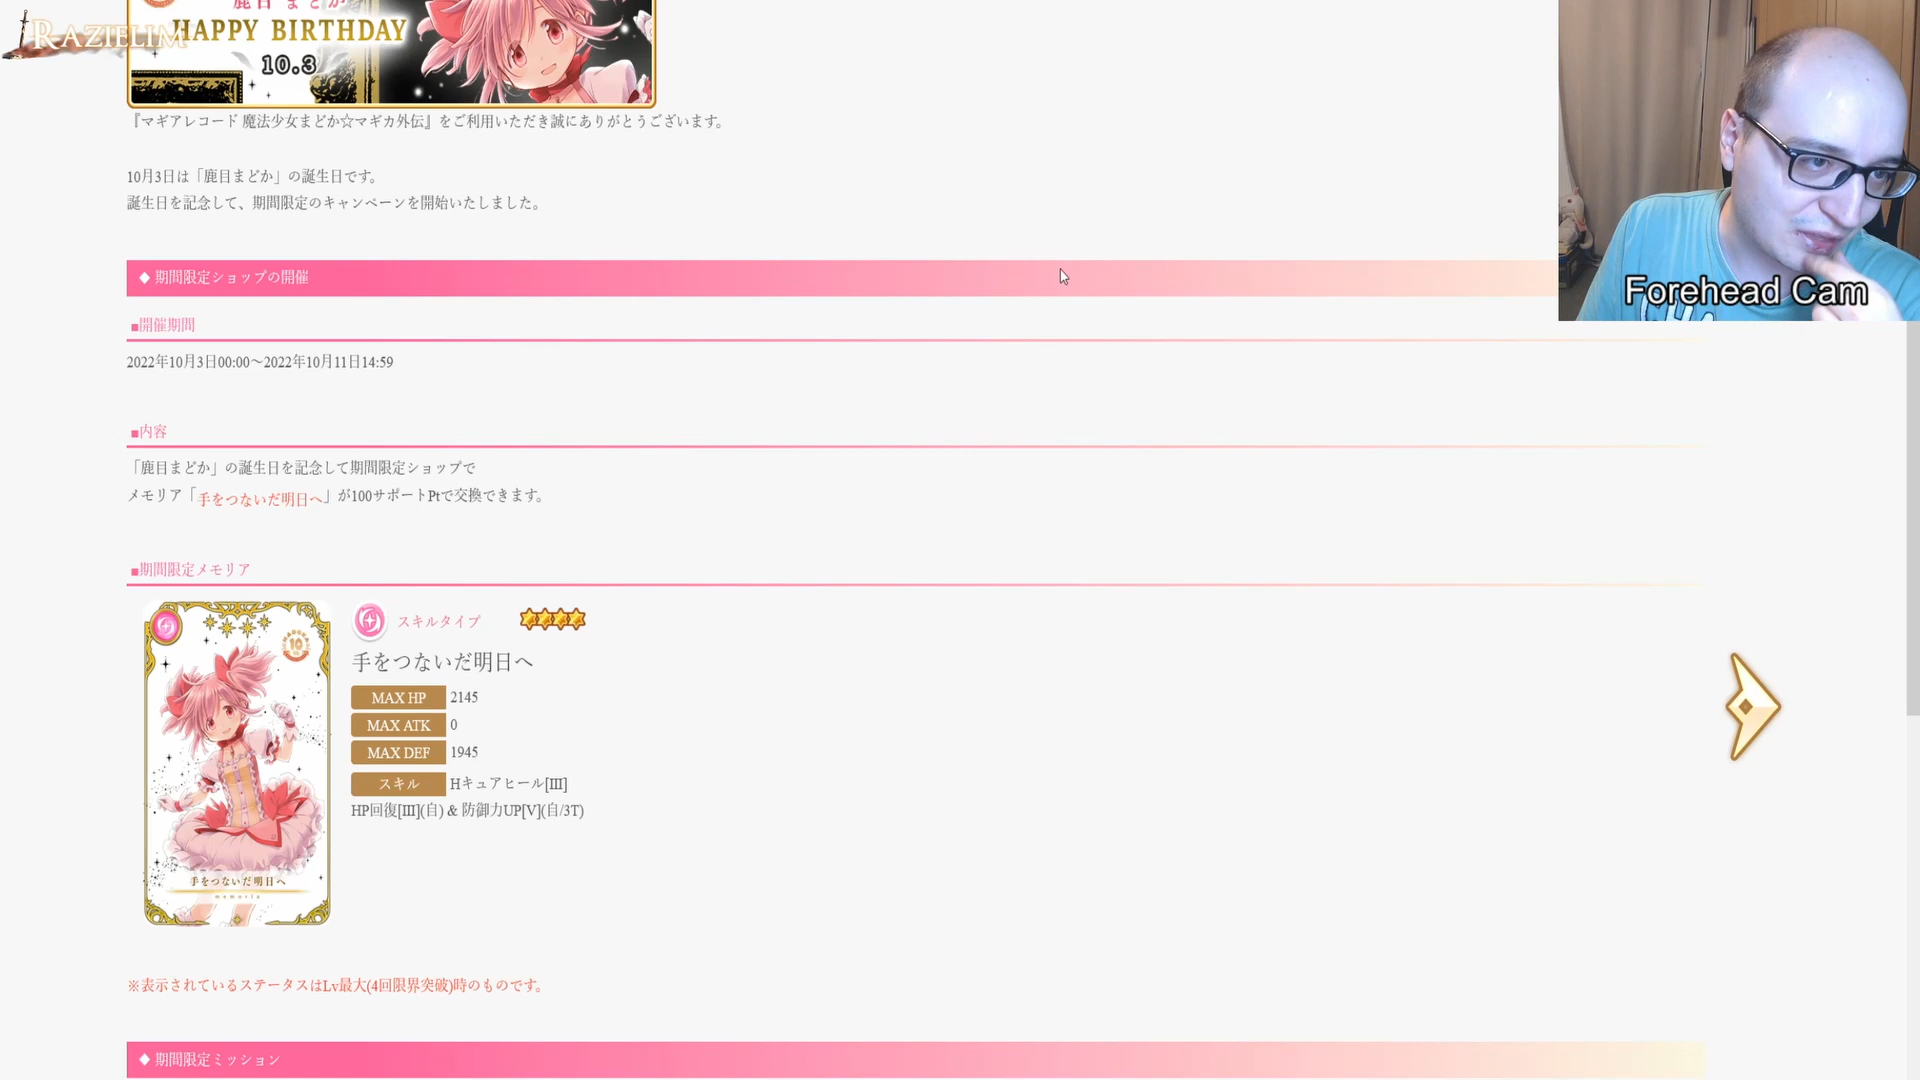 RAZIELIM
鹿目 まどか
HAPPY BIRTHDAY
10.3
『マギアレコード 魔法少女まどか☆マギカ外伝』をご利用いただき誠にありがとうございます。
10月3日は「鹿目まどか」の誕生日です。
誕生日を記念して、期間限定のキャンペーンを開始いたしました。
◆ 期間限定ショップの開催
■開催期間
2022年10月3日00:00～2022年10月11日14:59
■内容
「鹿目まどか」の誕生日を記念して期間限定ショップで
メモリア「手をつないだ明日へ」が100サポートPtで交換できます。
■期間限定メモリア
スキルタイプ
手をつないだ明日へ
MAX HP 2145
MAX ATK 0
MAX DEF 1945
スキル Hキュアヒール[III]
HP回復[III](自) & 防御力UP[V](自/3T)
10
手をつないだ明日へ
memoria
※表示されているステータスはLv最大(4回限界突破)時のものです。
◆ 期間限定ミッション
Forehead Cam